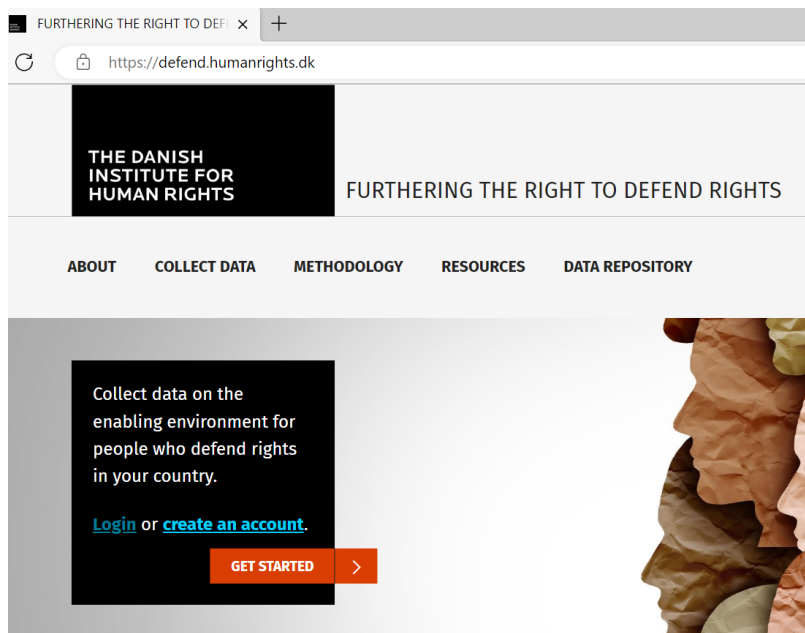 FURTHERING THE RIGHT TO DEF
https://defend.humanrights.dk
THE DANISH
INSTITUTE FOR
HUMAN RIGHTS
FURTHERING THE RIGHT TO DEFEND RIGHTS
ABOUT COLLECT DATA METHODOLOGY RESOURCES DATA REPOSITORY
Collect data on the
enabling environment for
people who defend rights
in your country.
Login or create an account.
GET STARTED